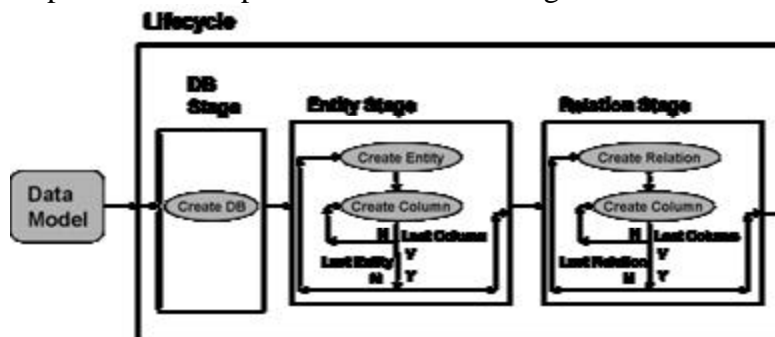 Lifecycle
DB
Stage
Entity Stage
Relation Stage
Create Entity
Create Relation
Data
Model
Create DB
Create Column
Create Column
N Last Column
N Last Column
Y
Y
Last Entity
Y
Last Relation
Y
N
N